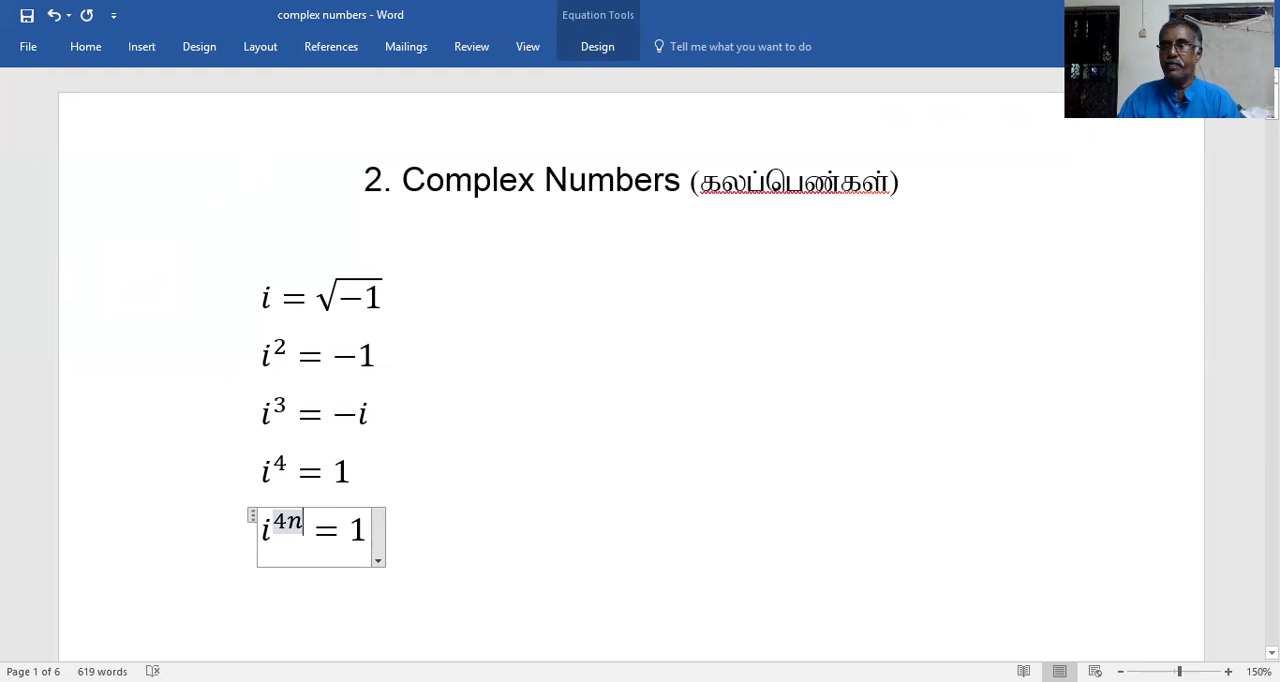 complex numbers - Word
Equation Tools
File Home Insert Design Layout References Mailings Review View Design Tell me what you want to do
2. Complex Numbers (கலப்பெண்கள்)
i = √−1
i² = −1
i³ = −i
i⁴ = 1
i⁴ⁿ = 1
Page 1 of 6 619 words 150%